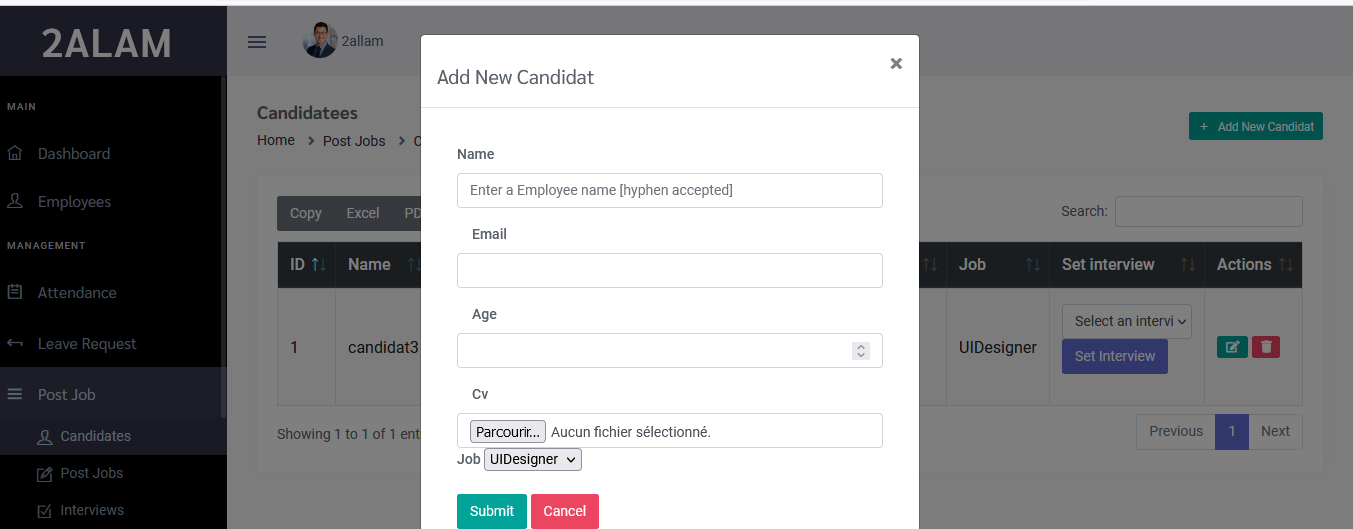 2ALAM
2allam
MAIN
Dashboard
Employees
MANAGEMENT
Attendance
Leave Request
Post Job
Candidates
Post Jobs
Interviews
Candidatees
Home > Post Jobs > C
+ Add New Candidat
Copy Excel PD
Search:
ID Name Job Set interview Actions
1 candidat3 UIDesigner Select an intervi
Set Interview
Showing 1 to 1 of 1 ent
Previous 1 Next
Add New Candidat
×
Name
Enter a Employee name [hyphen accepted]
Email
Age
Cv
Parcourir... Aucun fichier sélectionné.
Job UIDesigner
Submit Cancel